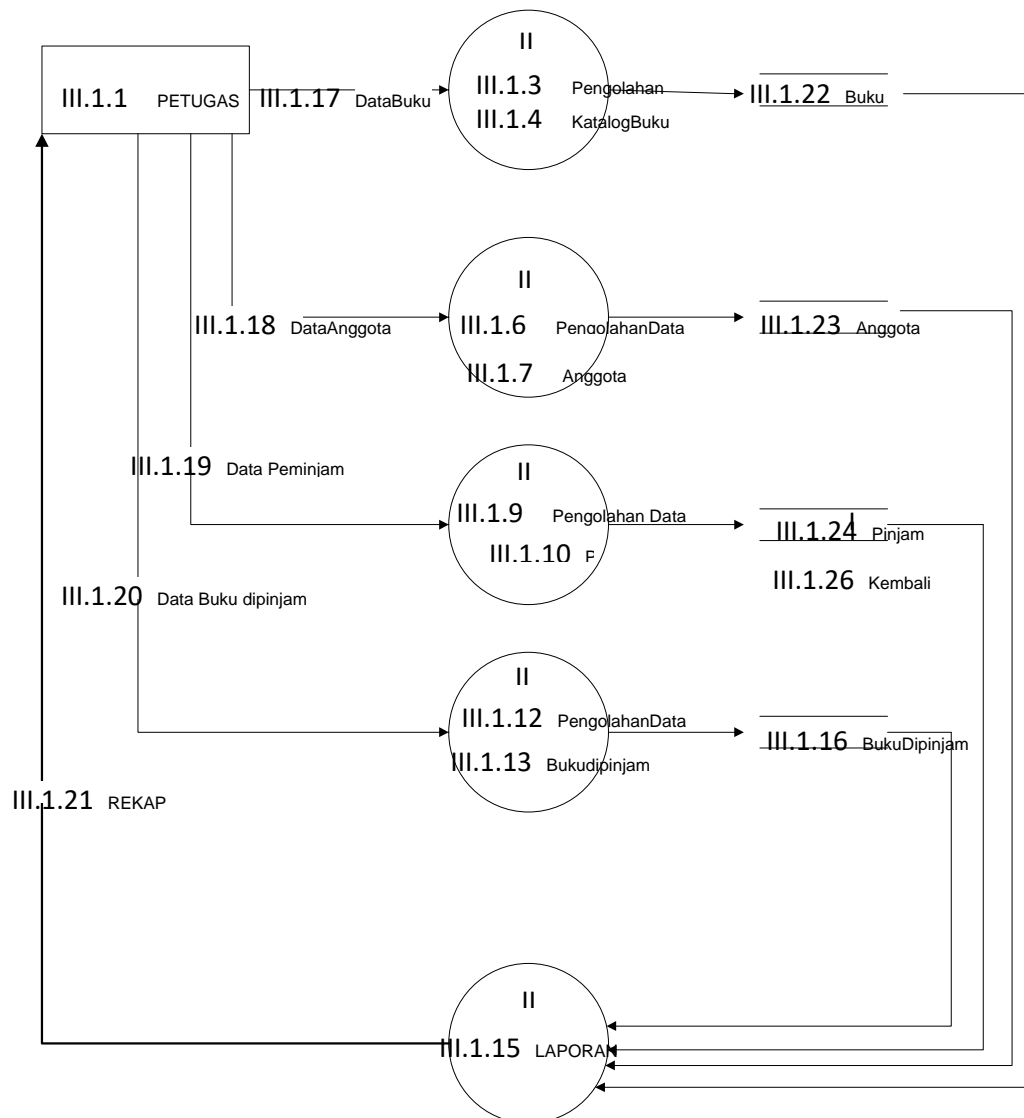 II
III.1.1 PETUGAS
III.1.17 DataBuku
III.1.3 Pengolahan
III.1.4 KatalogBuku
III.1.22 Buku
II
III.1.18 DataAnggota
III.1.6 PengolahanData
III.1.7 Anggota
III.1.23 Anggota
III.1.19 Data Peminjam
II
III.1.9 Pengolahan Data
III.1.10 P
III.1.24 Pinjam
III.1.26 Kembali
III.1.20 Data Buku dipinjam
II
III.1.12 PengolahanData
III.1.13 Bukudipinjam
III.1.16 BukuDipinjam
III.1.21 REKAP
II
III.1.15 LAPORAN